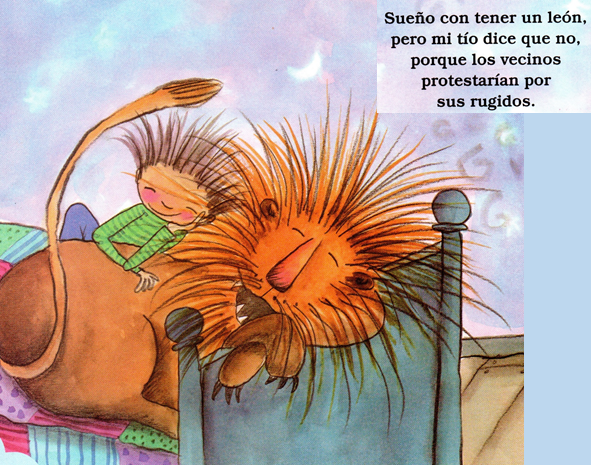 Sueño con tener un león,
pero mi tío dice que no,
porque los vecinos
protestarían por
sus rugidos.
G
G
G